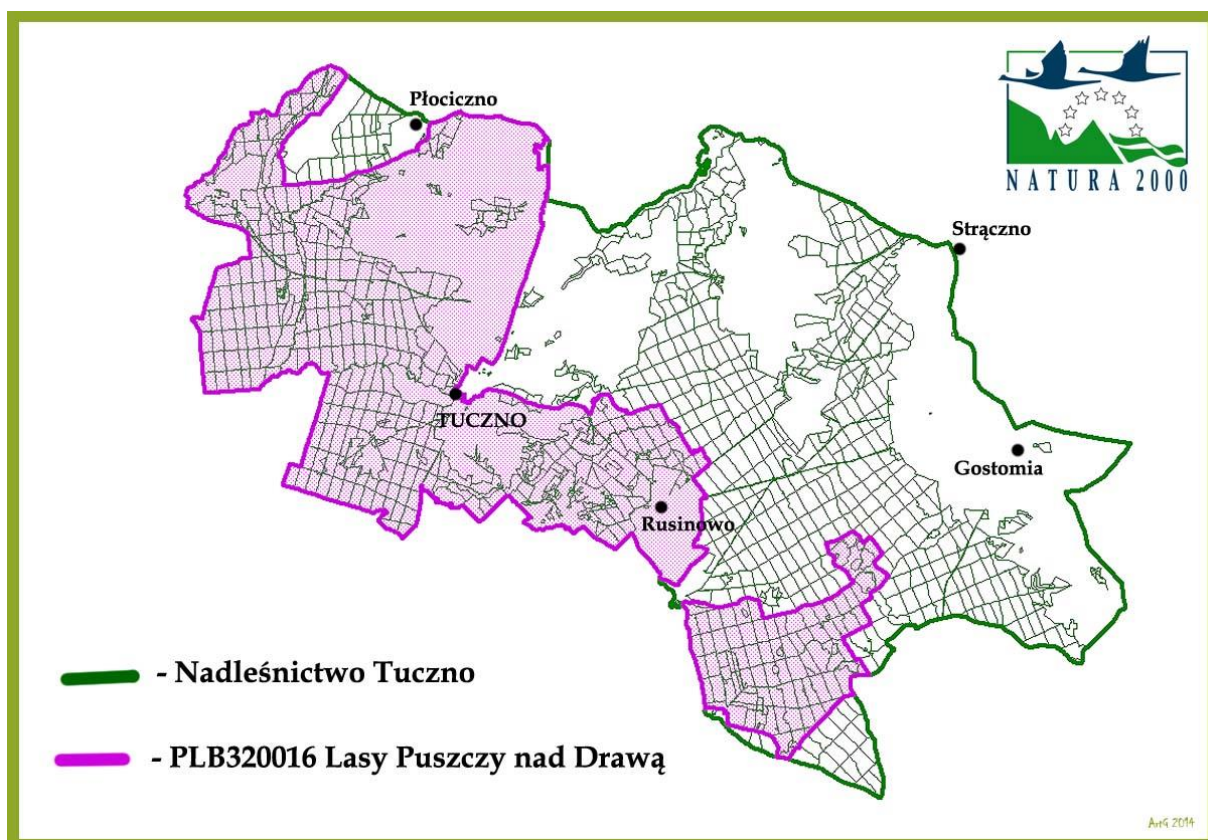 Płociczno
NATURA 2000
Strączno
TUCZNO
Gostomia
Rusinowo
- Nadleśnictwo Tuczno
- PLB320016 Lasy Puszczy nad Drawą
ArtG 2014